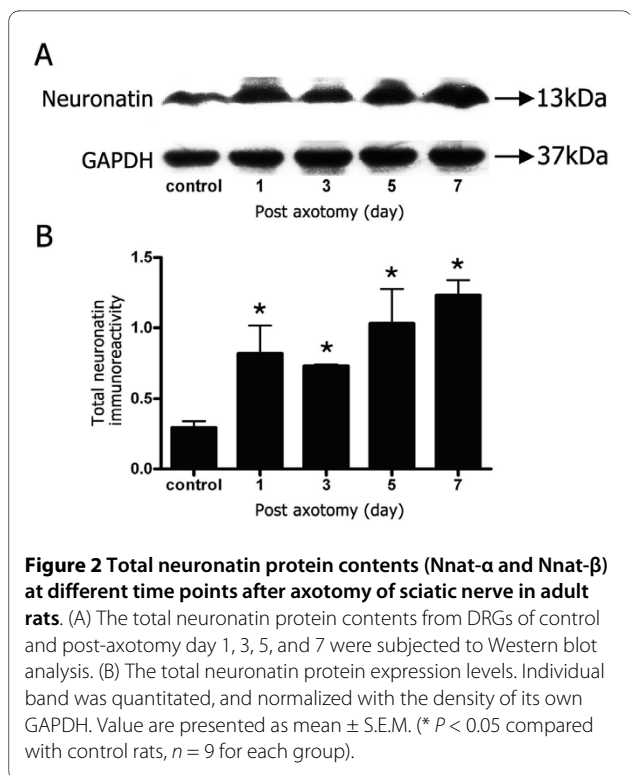 A
Neuronatin →13kDa
GAPDH →37kDa
control 1 3 5 7
Post axotomy (day)
B
Total neuronatin
immunoreactivity
1.5
1.0
0.5
0.0
* * * *
control 1 3 5 7
Post axotomy (day)
Figure 2 Total neuronatin protein contents (Nnat-α and Nnat-β)
at different time points after axotomy of sciatic nerve in adult
rats. (A) The total neuronatin protein contents from DRGs of control
and post-axotomy day 1, 3, 5, and 7 were subjected to Western blot
analysis. (B) The total neuronatin protein expression levels. Individual
band was quantitated, and normalized with the density of its own
GAPDH. Value are presented as mean ± S.E.M. (* P < 0.05 compared
with control rats, n = 9 for each group).